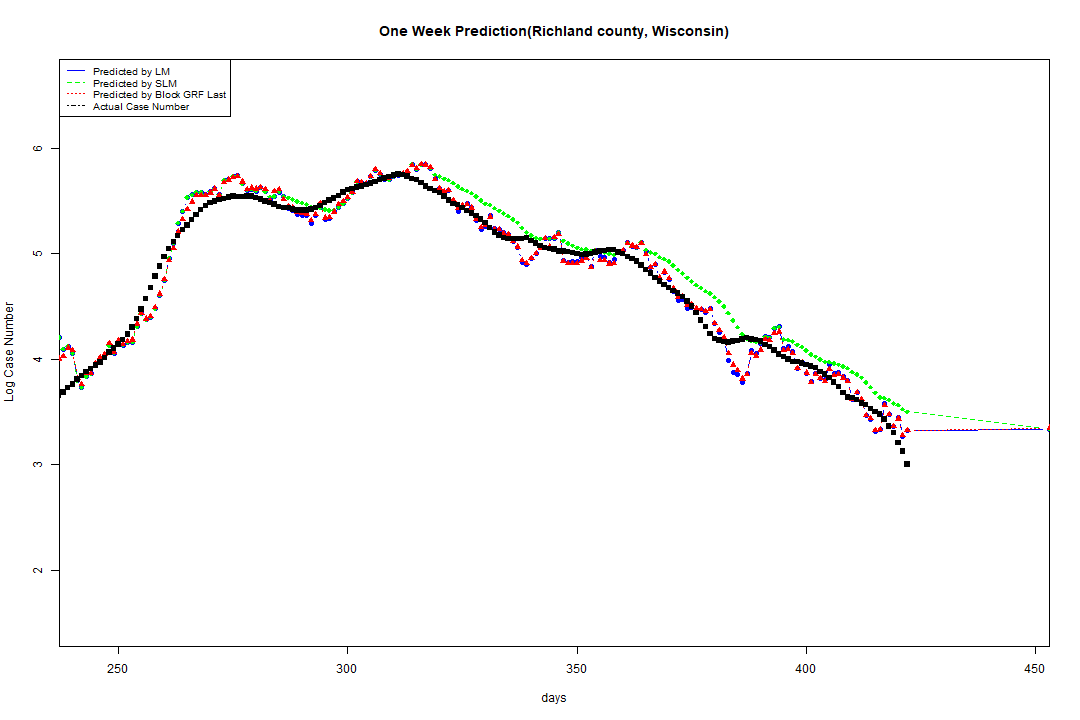 One Week Prediction(Richland county, Wisconsin)
Predicted by LM
Predicted by SLM
Predicted by Block GRF Last
Actual Case Number
Log Case Number
6
5
4
3
2
250 300 350 400 450
days